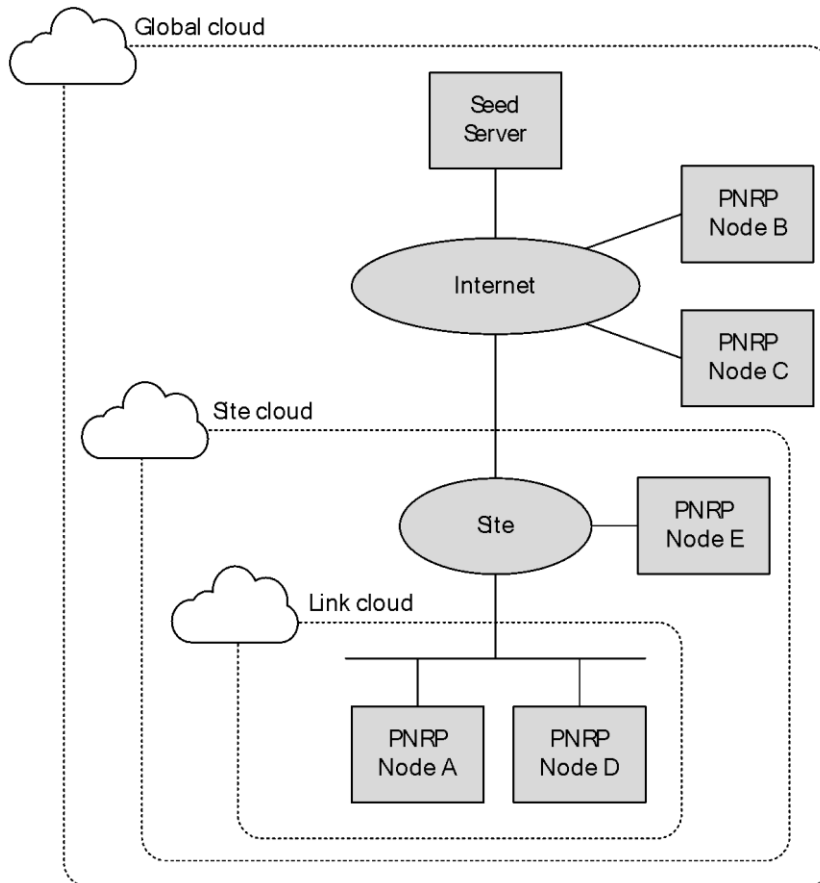 Global cloud
Seed
Server
PNRP
Node B
Internet
PNRP
Node C
Site cloud
Site
PNRP
Node E
Link cloud
PNRP
Node A
PNRP
Node D